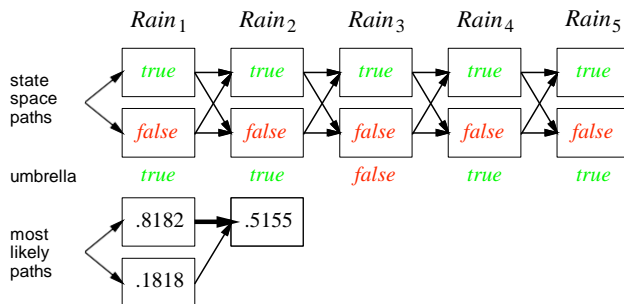 Rain1 Rain2 Rain3 Rain4 Rain5
state space paths
true true true true true
false false false false false
umbrella true true false true true
most likely paths
.8182 .5155
.1818